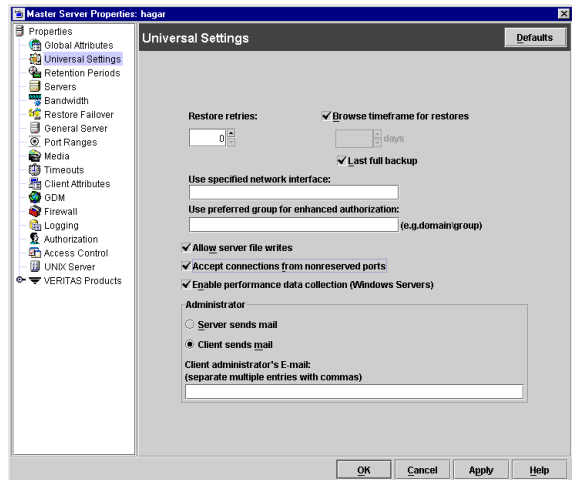 Master Server Properties: hagar
Properties
Global Attributes
Universal Settings
Retention Periods
Servers
Bandwidth
Restore Failover
General Server
Port Ranges
Media
Timeouts
Client Attributes
GDM
Firewall
Logging
Authorization
Access Control
UNIX Server
VERITAS Products
Universal Settings
Defaults
Restore retries:
Browse timeframe for restores
0
days
Last full backup
Use specified network interface:
Use preferred group for enhanced authorization:
(e.g.domain\group)
Allow server file writes
Accept connections from nonreserved ports
Enable performance data collection (Windows Servers)
Administrator
Server sends mail
Client sends mail
Client administrator's E-mail:
(separate multiple entries with commas)
OK Cancel Apply Help